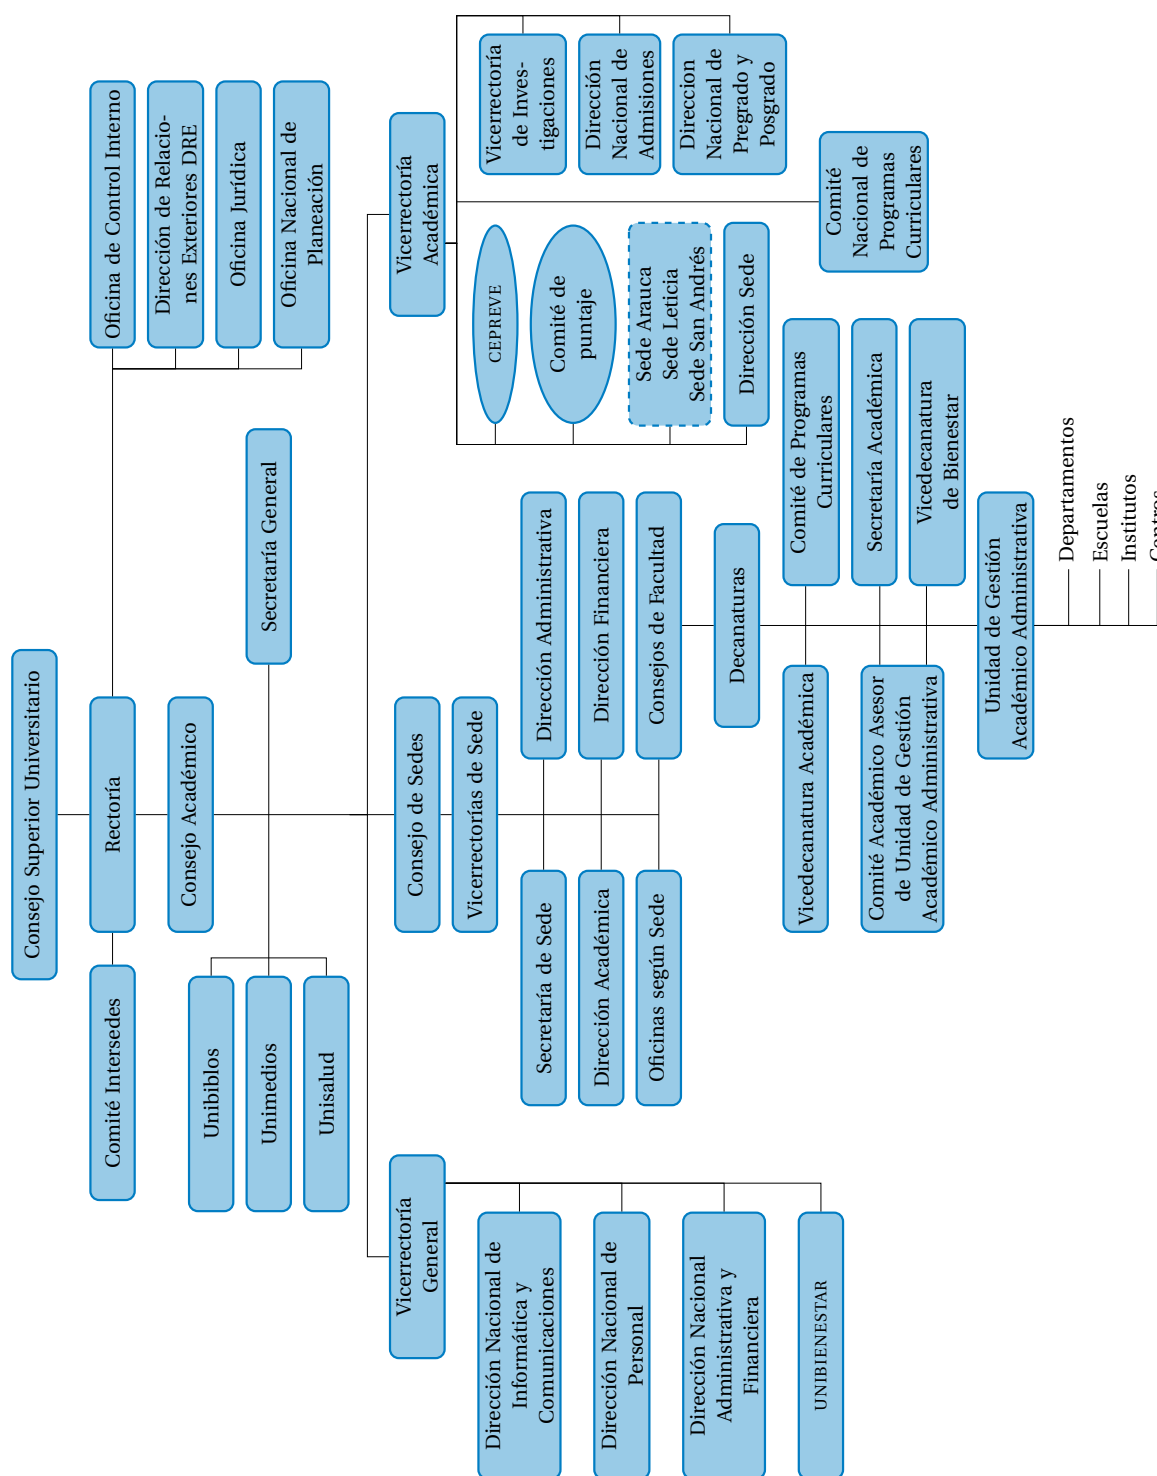 Consejo Superior Universitario
Comité Intersedes
Rectoría
Oficina de Control Interno
Dirección de Relacio-
nes Exteriores DRE
Oficina Jurídica
Oficina Nacional de
Planeación
Consejo Académico
Secretaría General
Unibiblos
Unimedios
Unisalud
Vicerrectoría
General
Dirección Nacional de
Informática y
Comunicaciones
Dirección Nacional de
Personal
Dirección Nacional
Administrativa y
Financiera
UNIBIENESTAR
Consejo de Sedes
Vicerrectorías de Sede
Secretaría de Sede
Dirección Administrativa
Dirección Académica
Dirección Financiera
Oficinas según Sede
Consejos de Facultad
Decanaturas
Vicedecanatura Académica
Comité de Programas
Curriculares
Comité Académico Asesor
de Unidad de Gestión
Académico Administrativa
Secretaría Académica
Vicedecanatura
de Bienestar
Unidad de Gestión
Académico Administrativa
Departamentos
Escuelas
Institutos
Centros
Vicerrectoría
Académica
CEPREVE
Comité de
puntaje
Sede Arauca
Sede Leticia
Sede San Andrés
Dirección Sede
Vicerrectoría
de Inves-
tigaciones
Dirección
Nacional de
Admisiones
Direccion
Nacional de
Pregrado y
Posgrado
Comité
Nacional de
Programas
Curriculares